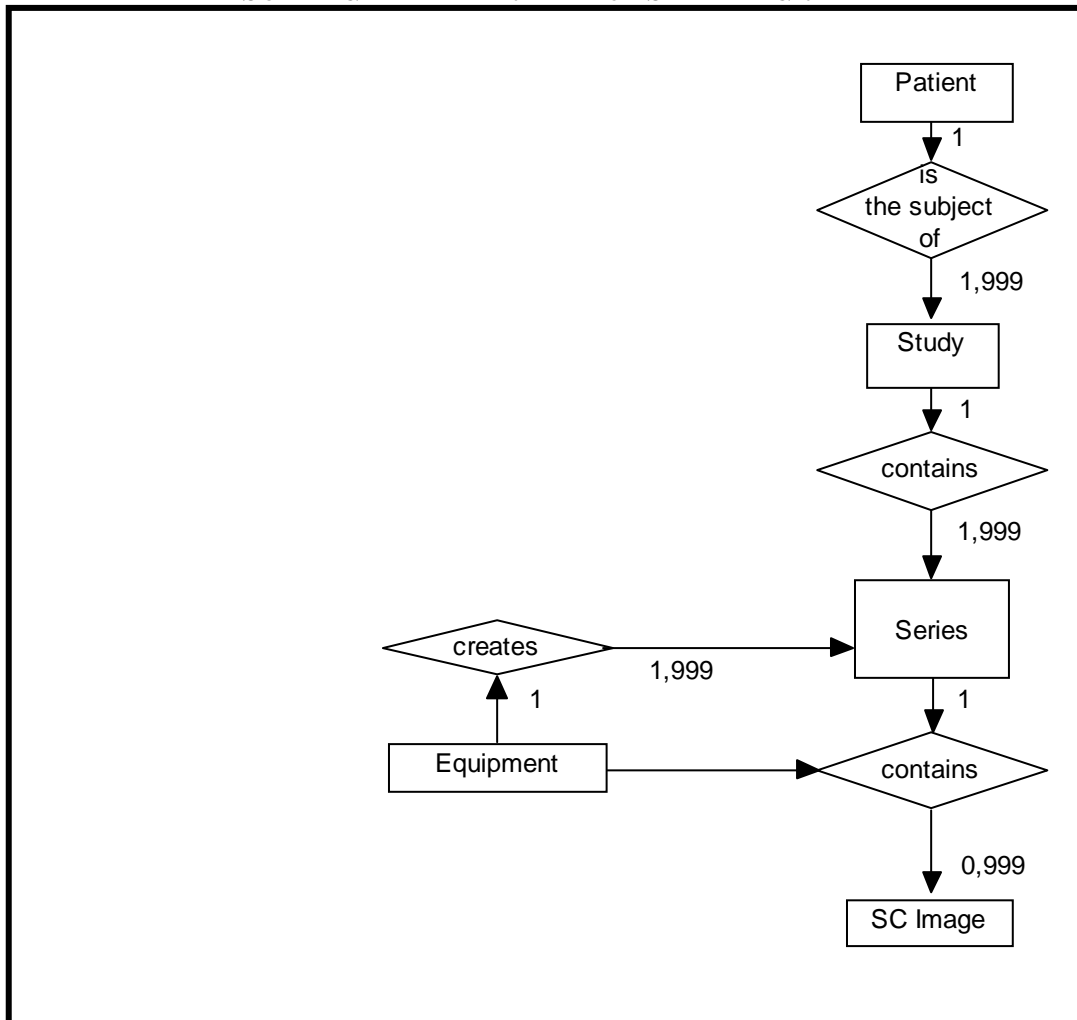 Patient
1
is
the subject
of
1,999
Study
1
contains
1,999
Series
creates
1,999
1
1
Equipment
contains
0,999
SC Image